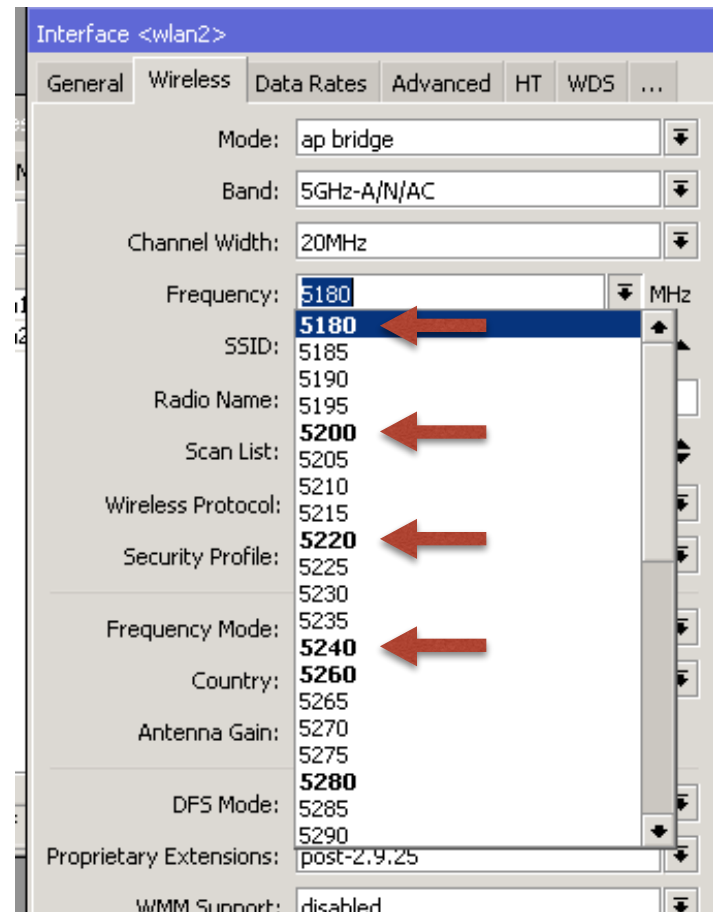 Interface <wlan2>
General Wireless Data Rates Advanced HT WDS ...
Mode: ap bridge
Band: 5GHz-A/N/AC
Channel Width: 20MHz
Frequency: 5180 MHz
5180
SSID:
5185
5190
Radio Name:
5195
5200
Scan List:
5205
5210
Wireless Protocol:
5215
5220
Security Profile:
5225
5230
5235
Frequency Mode:
5240
5260
Country:
5265
5270
Antenna Gain:
5275
5280
DFS Mode:
5285
5290
Proprietary Extensions: post-2.9.25
WMM Support: disabled